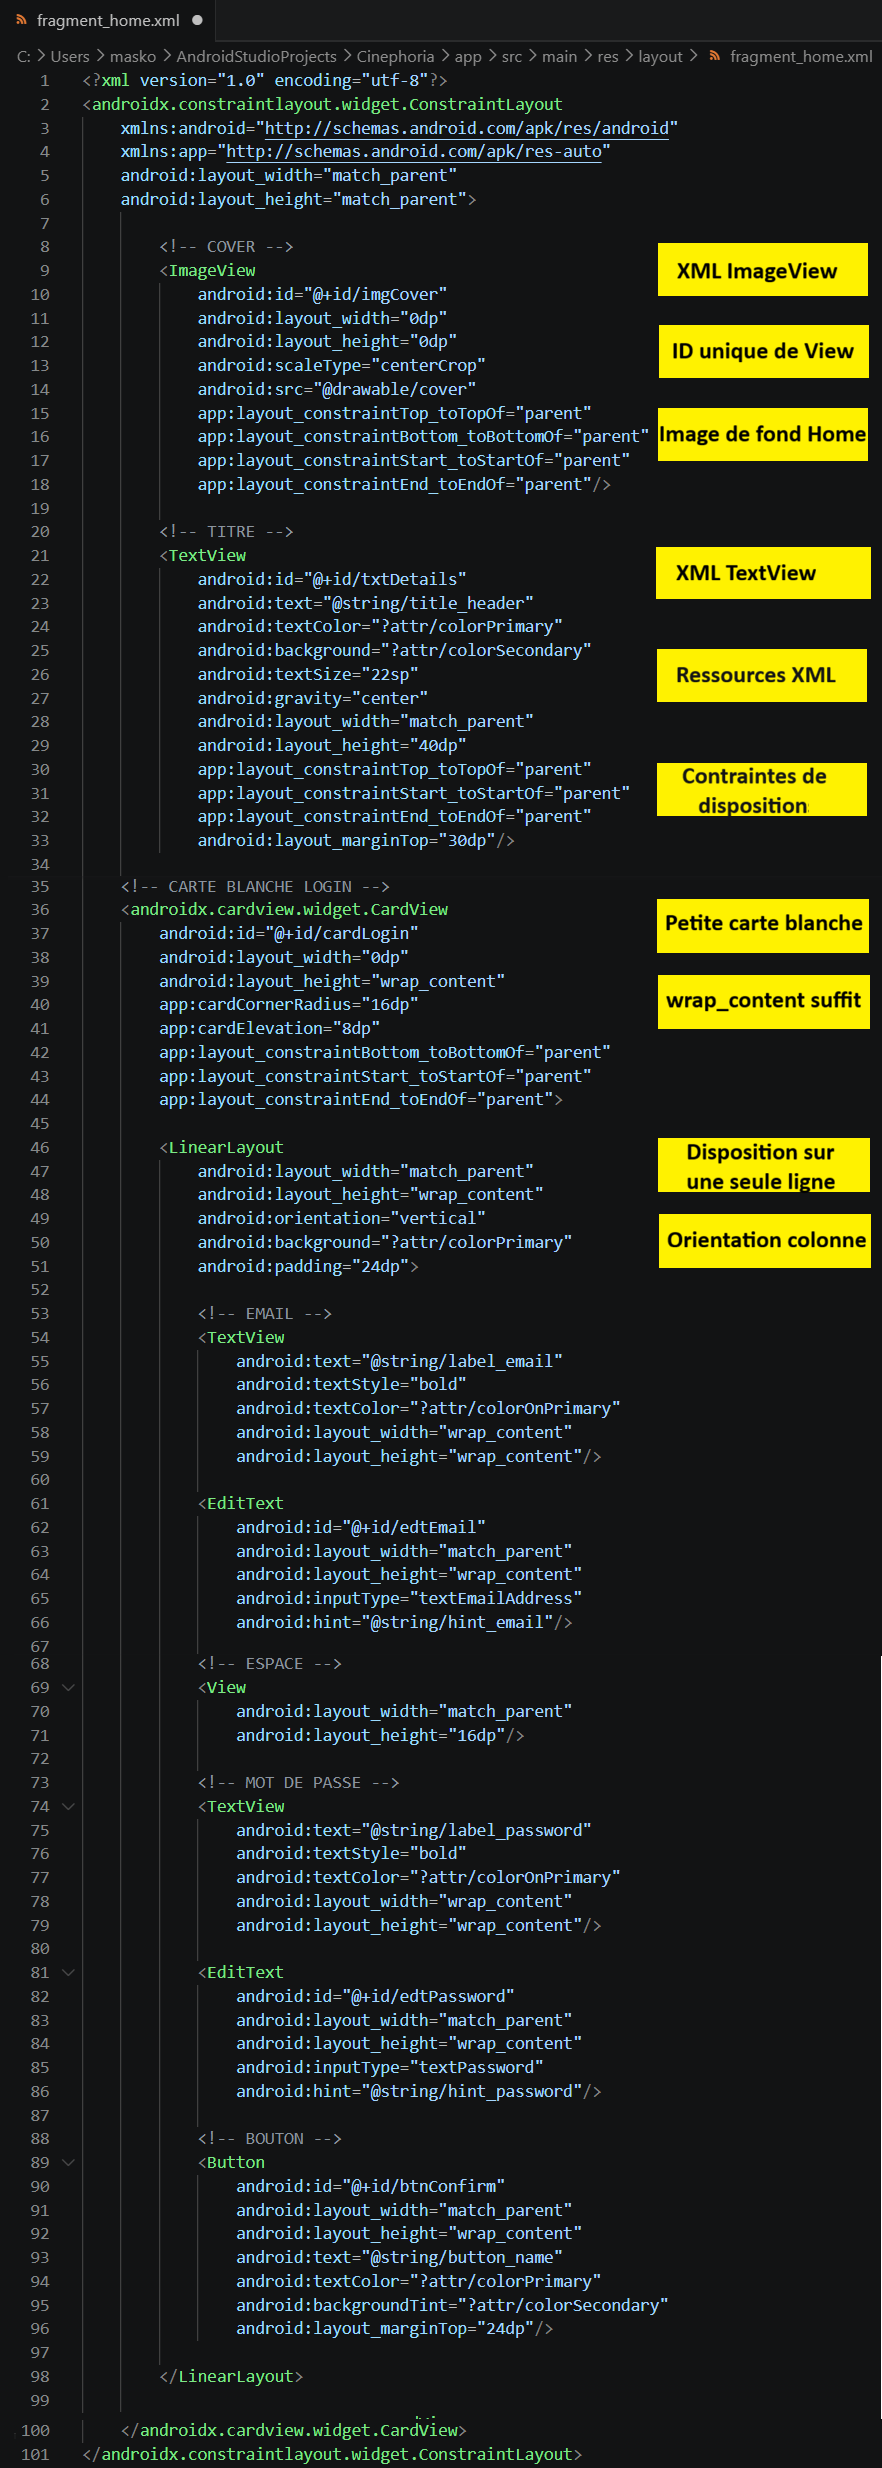 fragment_home.xml
C: > Users > masko > AndroidStudioProjects > Cinephoria > app > src > main > res > layout > fragment_home.xml
1 <?xml version="1.0" encoding="utf-8"?>
2 <androidx.constraintlayout.widget.ConstraintLayout
3 xmlns:android="http://schemas.android.com/apk/res/android"
4 xmlns:app="http://schemas.android.com/apk/res-auto"
5 android:layout_width="match_parent"
6 android:layout_height="match_parent">
7
8 <!-- COVER -->
XML ImageView
9 <ImageView
10 android:id="@+id/imgCover"
11 android:layout_width="0dp"
12 android:layout_height="0dp"
ID unique de View
13 android:scaleType="centerCrop"
14 android:src="@drawable/cover"
15 app:layout_constraintTop_toTopOf="parent"
16 app:layout_constraintBottom_toBottomOf="parent"
Image de fond Home
17 app:layout_constraintStart_toStartOf="parent"
18 app:layout_constraintEnd_toEndOf="parent"/>
19
20 <!-- TITRE -->
21 <TextView
XML TextView
22 android:id="@+id/txtDetails"
23 android:text="@string/title_header"
24 android:textColor="?attr/colorPrimary"
25 android:background="?attr/colorSecondary"
26 android:textSize="22sp"
Ressources XML
27 android:gravity="center"
28 android:layout_width="match_parent"
29 android:layout_height="40dp"
30 app:layout_constraintTop_toTopOf="parent"
Contraintes de
31 app:layout_constraintStart_toStartOf="parent"
disposition
32 app:layout_constraintEnd_toEndOf="parent"
33 android:layout_marginTop="30dp"/>
34
35 <!-- CARTE BLANCHE LOGIN -->
36 <androidx.cardview.widget.CardView
Petite carte blanche
37 android:id="@+id/cardLogin"
38 android:layout_width="0dp"
39 android:layout_height="wrap_content"
40 app:cardCornerRadius="16dp"
wrap_content suffit
41 app:cardElevation="8dp"
42 app:layout_constraintBottom_toBottomOf="parent"
43 app:layout_constraintStart_toStartOf="parent"
44 app:layout_constraintEnd_toEndOf="parent">
45
46 <LinearLayout
Disposition sur
47 android:layout_width="match_parent"
une seule ligne
48 android:layout_height="wrap_content"
49 android:orientation="vertical"
50 android:background="?attr/colorPrimary"
Orientation colonne
51 android:padding="24dp">
52
53 <!-- EMAIL -->
54 <TextView
55 android:text="@string/label_email"
56 android:textStyle="bold"
57 android:textColor="?attr/colorOnPrimary"
58 android:layout_width="wrap_content"
59 android:layout_height="wrap_content"/>
60
61 <EditText
62 android:id="@+id/edtEmail"
63 android:layout_width="match_parent"
64 android:layout_height="wrap_content"
65 android:inputType="textEmailAddress"
66 android:hint="@string/hint_email"/>
67
68 <!-- ESPACE -->
69 <View
70 android:layout_width="match_parent"
71 android:layout_height="16dp"/>
72
73 <!-- MOT DE PASSE -->
74 <TextView
75 android:text="@string/label_password"
76 android:textStyle="bold"
77 android:textColor="?attr/colorOnPrimary"
78 android:layout_width="wrap_content"
79 android:layout_height="wrap_content"/>
80
81 <EditText
82 android:id="@+id/edtPassword"
83 android:layout_width="match_parent"
84 android:layout_height="wrap_content"
85 android:inputType="textPassword"
86 android:hint="@string/hint_password"/>
87
88 <!-- BOUTON -->
89 <Button
90 android:id="@+id/btnConfirm"
91 android:layout_width="match_parent"
92 android:layout_height="wrap_content"
93 android:text="@string/button_name"
94 android:textColor="?attr/colorPrimary"
95 android:backgroundTint="?attr/colorSecondary"
96 android:layout_marginTop="24dp"/>
97
98 </LinearLayout>
99
100 </androidx.cardview.widget.CardView>
101 </androidx.constraintlayout.widget.ConstraintLayout>